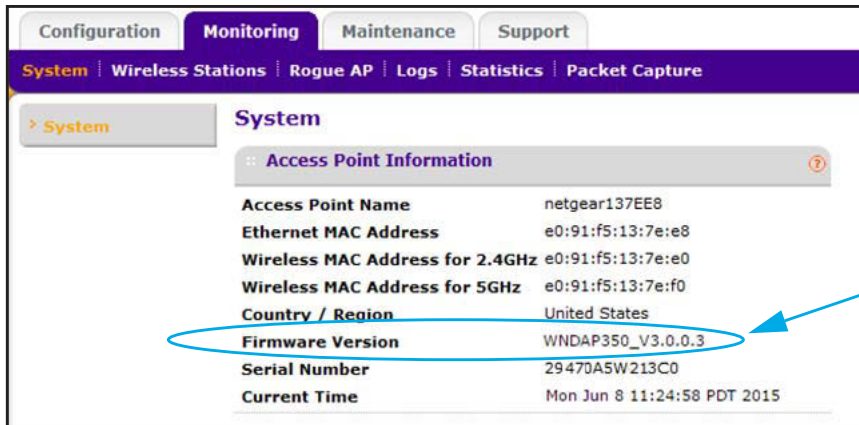 Configuration Monitoring Maintenance Support
System Wireless Stations Rogue AP Logs Statistics Packet Capture
> System
System
Access Point Information ?
Access Point Name netgear137EE8
Ethernet MAC Address e0:91:f5:13:7e:e8
Wireless MAC Address for 2.4GHz e0:91:f5:13:7e:e0
Wireless MAC Address for 5GHz e0:91:f5:13:7e:f0
Country / Region United States
Firmware Version WNDAP350_V3.0.0.3
Serial Number 29470A5W213C0
Current Time Mon Jun 8 11:24:58 PDT 2015